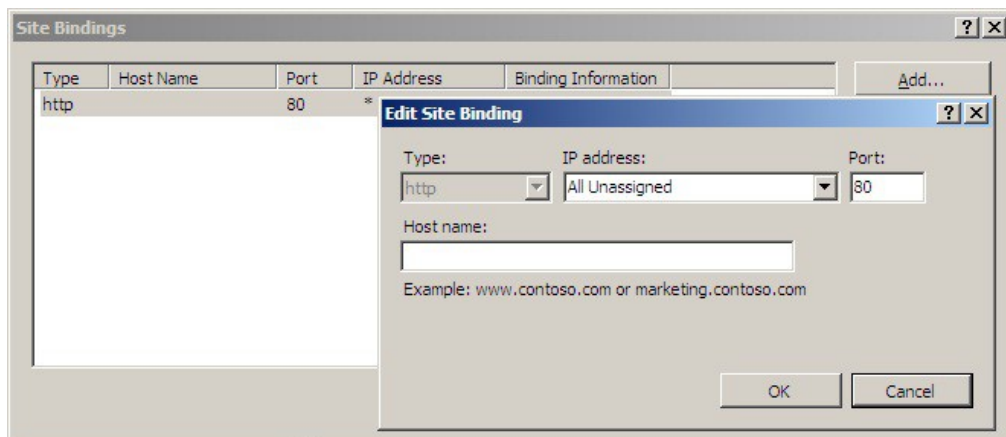 Site Bindings
Type Host Name Port IP Address Binding Information
Add...
http 80 *
Edit Site Binding
Type: IP address: Port:
http All Unassigned 80
Host name:
Example: www.contoso.com or marketing.contoso.com
OK Cancel